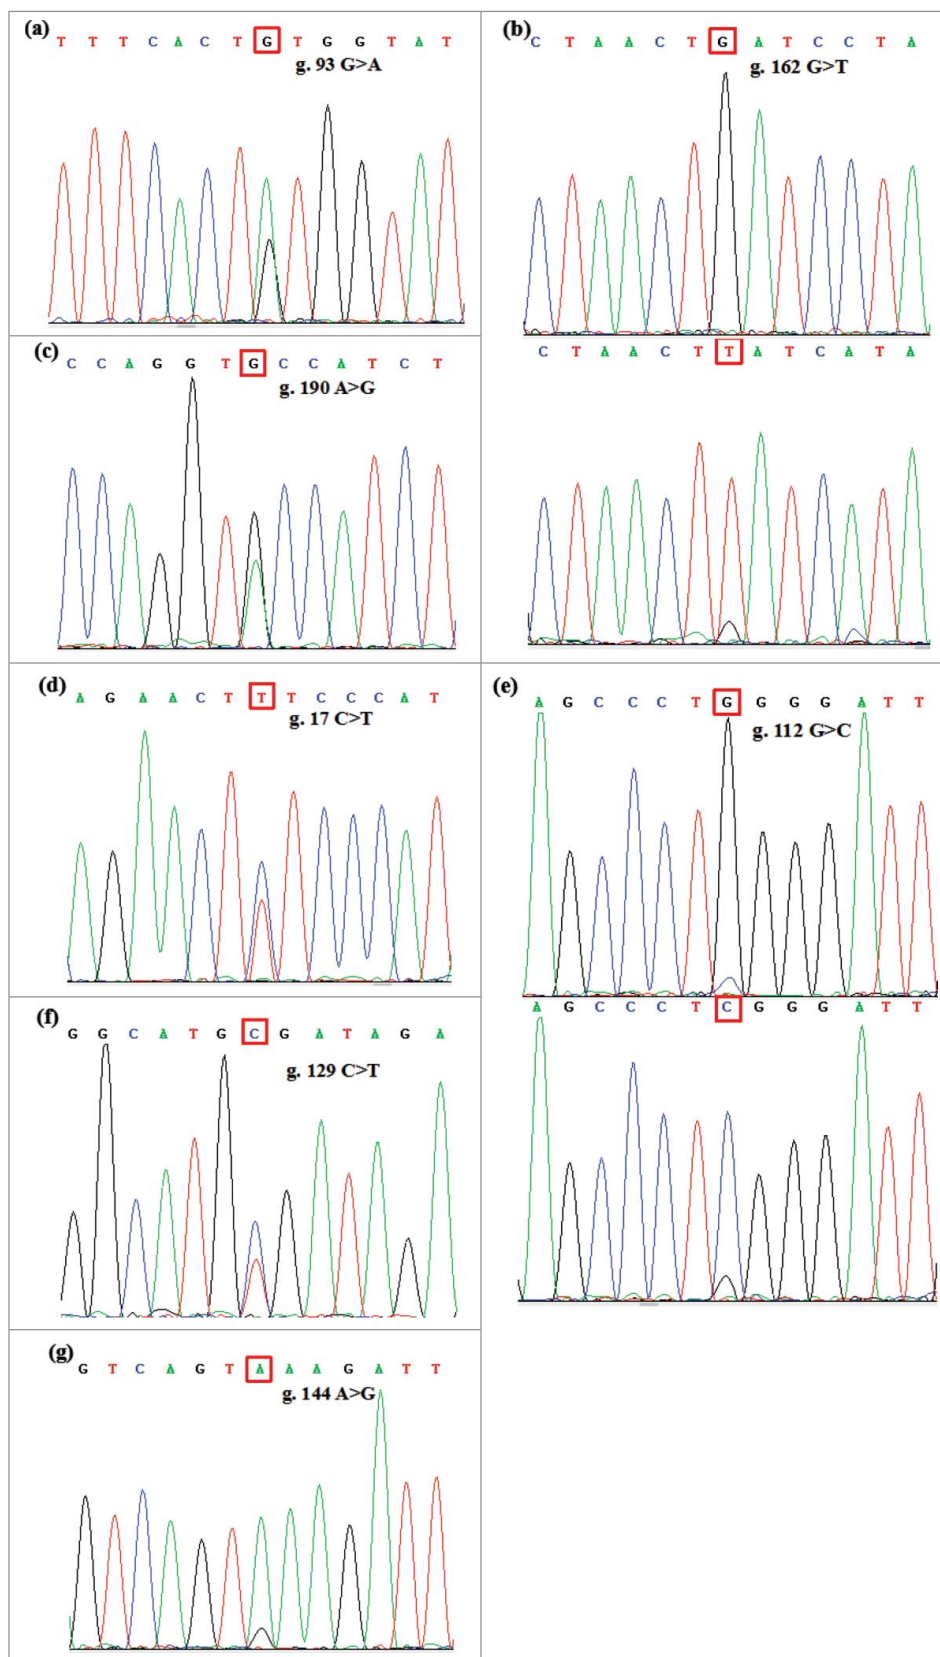 (a)
T T T C A C T G T G G T A T
g. 93 G>A
(b)
C T A A C T G A T C C T A
g. 162 G>T
C T A A C T T A T C A T A
(c)
C C A G G T G C C A T C T
g. 190 A>G
(d)
A G A A C T T T C C C A T
g. 17 C>T
(e)
A G C C C T G G G G A T T
g. 112 G>C
A G C C C T C G G G A T T
(f)
G G C A T G C G A T A G A
g. 129 C>T
(g)
G T C A G T A A A G A T T
g. 144 A>G